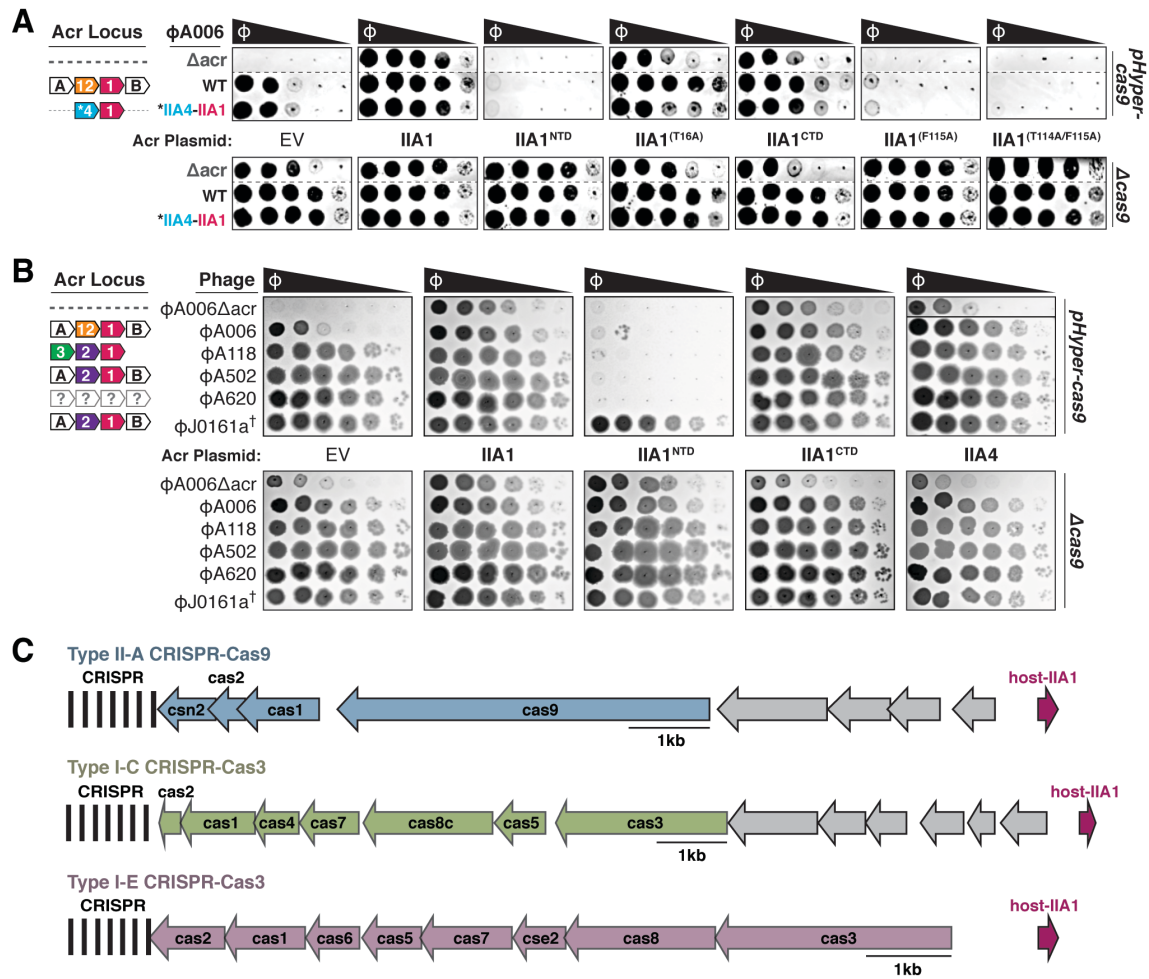 A
Acr Locus
ϕA006
ϕ ϕ ϕ ϕ ϕ ϕ ϕ
Δacr
A 12 1 B WT
*4 1 *IIA4-IIA1
pHyper-cas9
Acr Plasmid: EV IIA1 IIA1NTD IIA1(T16A) IIA1CTD IIA1(F115A) IIA1(T114A/F115A)
Δacr
WT
*IIA4-IIA1
Δcas9
B
Acr Locus
Phage
ϕ ϕ ϕ ϕ ϕ
ϕA006Δacr
A 12 1 B ϕA006
3 2 1 ϕA118
A 2 1 B ϕA502
? ? ? ? ϕA620
A 2 1 B ϕJ0161a†
pHyper-cas9
Acr Plasmid: EV IIA1 IIA1NTD IIA1CTD IIA4
ϕA006Δacr
ϕA006
ϕA118
ϕA502
ϕA620
ϕJ0161a†
Δcas9
C
Type II-A CRISPR-Cas9
CRISPR cas2 host-IIA1
csn2 cas1 cas9
1kb
Type I-C CRISPR-Cas3
CRISPR cas2 host-IIA1
cas1 cas4 cas7 cas8c cas5 cas3
1kb
Type I-E CRISPR-Cas3
CRISPR host-IIA1
cas2 cas1 cas6 cas5 cas7 cse2 cas8 cas3
1kb